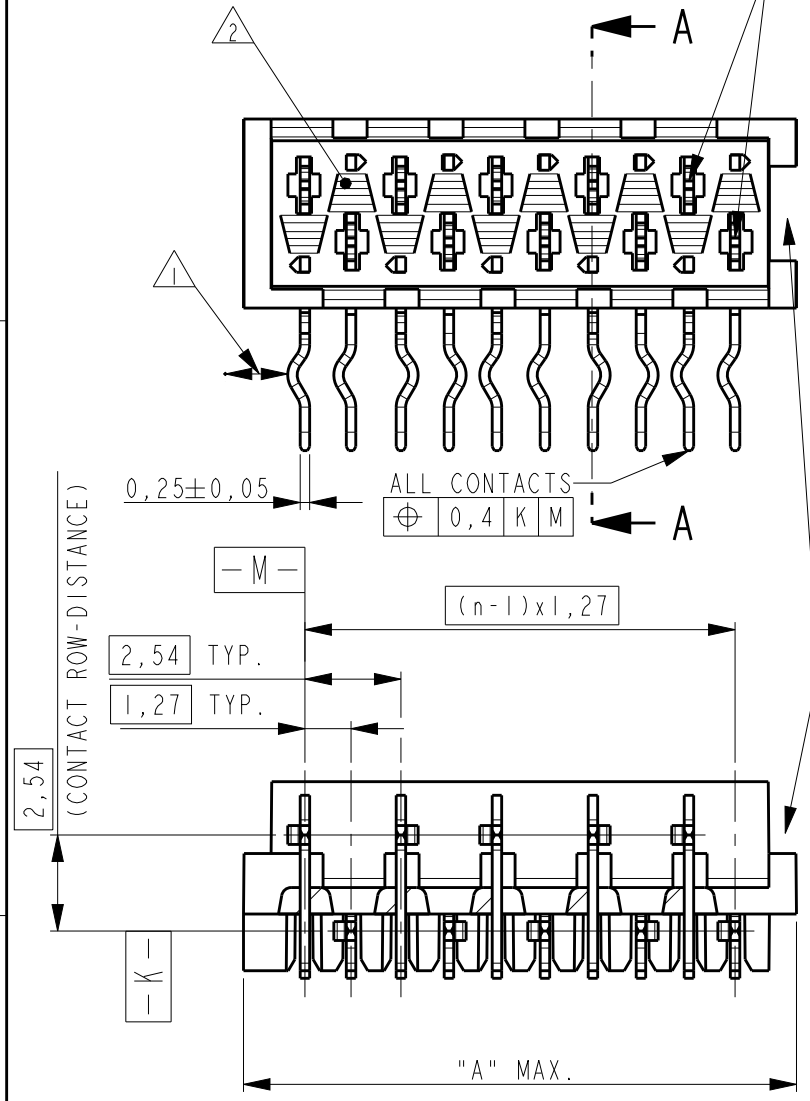 2
A
1
0,25±0,05
ALL CONTACTS
⌖ 0,4 K M
A
-M-
(n-1)x1,27
2,54 TYP.
1,27 TYP.
2,54
(CONTACT ROW-DISTANCE)
-K-
"A" MAX.